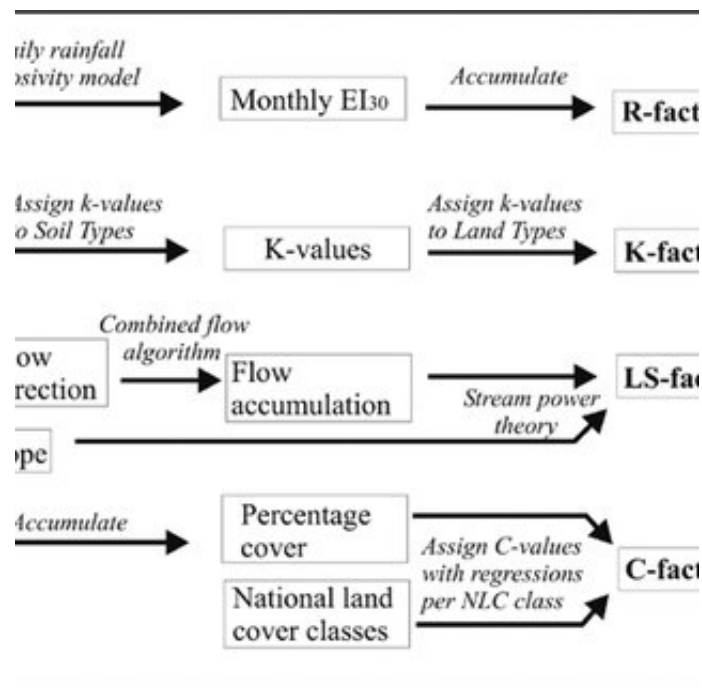 ily rainfall
osivity model
Monthly EI30
Accumulate
R-fact
Assign k-values
o Soil Types
K-values
Assign k-values
to Land Types
K-fact
ow
rection
Combined flow
algorithm
Flow
accumulation
Stream power
theory
LS-fac
ope
Accumulate
Percentage
cover
National land
cover classes
Assign C-values
with regressions
per NLC class
C-fact